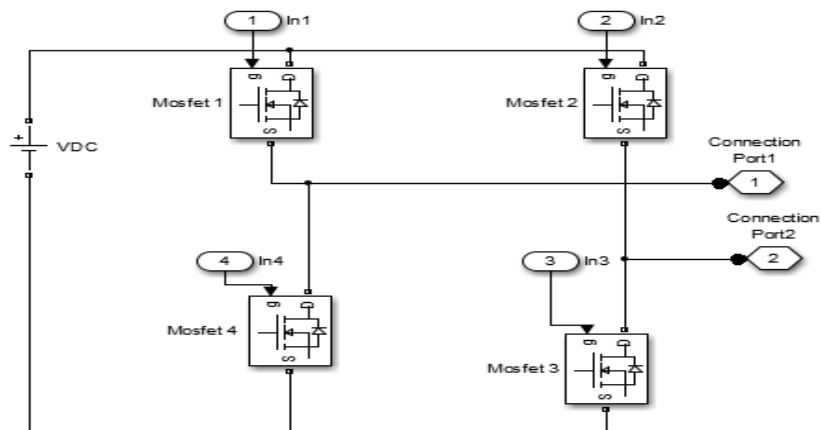 1 In1
2 In2
g D
Mosfet 1
S
g D
Mosfet 2
S
+
VDC
Connection
Port1
1
Connection
Port2
2
4 In4
3 In3
g D
Mosfet 4
S
g D
Mosfet 3
S